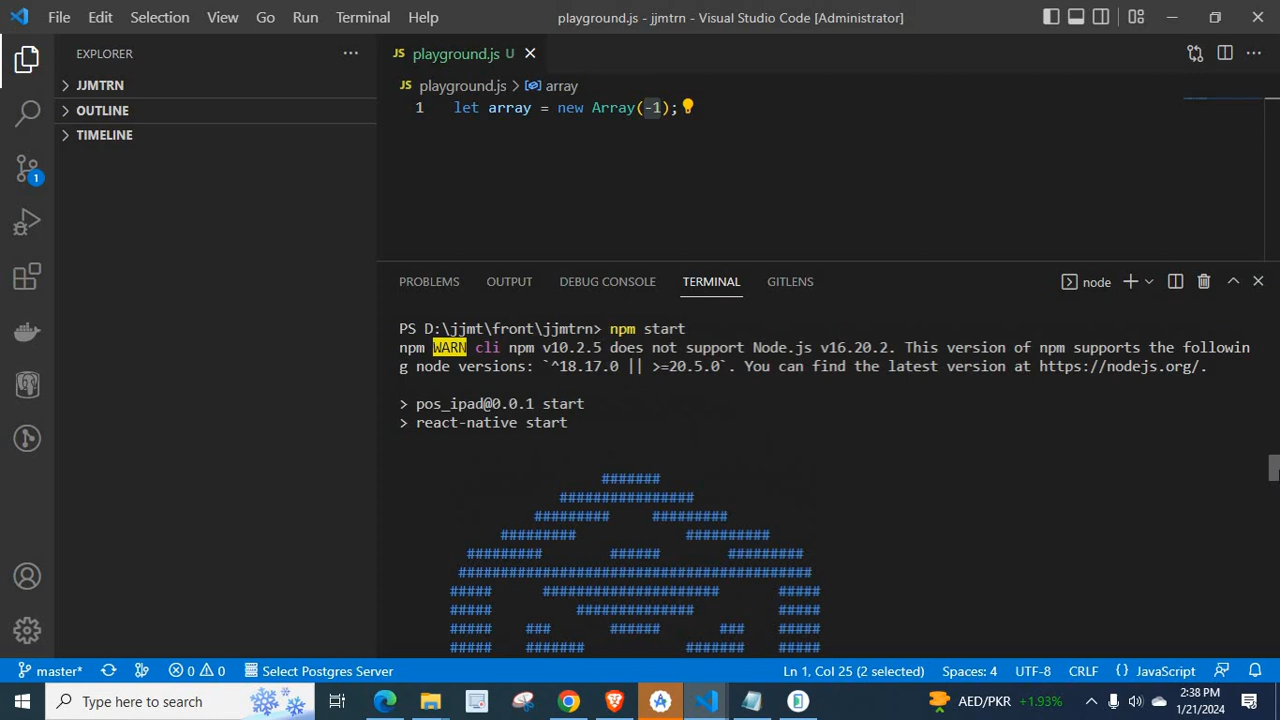 File Edit Selection View Go Run Terminal Help playground.js - jjmtrn - Visual Studio Code [Administrator]
EXPLORER
JJMTRN
OUTLINE
TIMELINE
JS playground.js U
JS playground.js > array
1 let array = new Array(-1);
1
PROBLEMS OUTPUT DEBUG CONSOLE TERMINAL GITLENS node
PS D:\jjmt\front\jjmtrn> npm start
npm WARN cli npm v10.2.5 does not support Node.js v16.20.2. This version of npm supports the followin
g node versions: `^18.17.0 || >=20.5.0`. You can find the latest version at https://nodejs.org/.
> pos_ipad@0.0.1 start
> react-native start
#######
################
######### #########
######### ##########
######### ###### #########
##########################################
##### ##################### #####
##### ############## #####
##### ### ###### ### #####
##### ####### ####### #####
master* 0 0 Select Postgres Server Ln 1, Col 25 (2 selected) Spaces: 4 UTF-8 CRLF {} JavaScript
Type here to search AED/PKR +1.93% 2:38 PM
1/21/2024